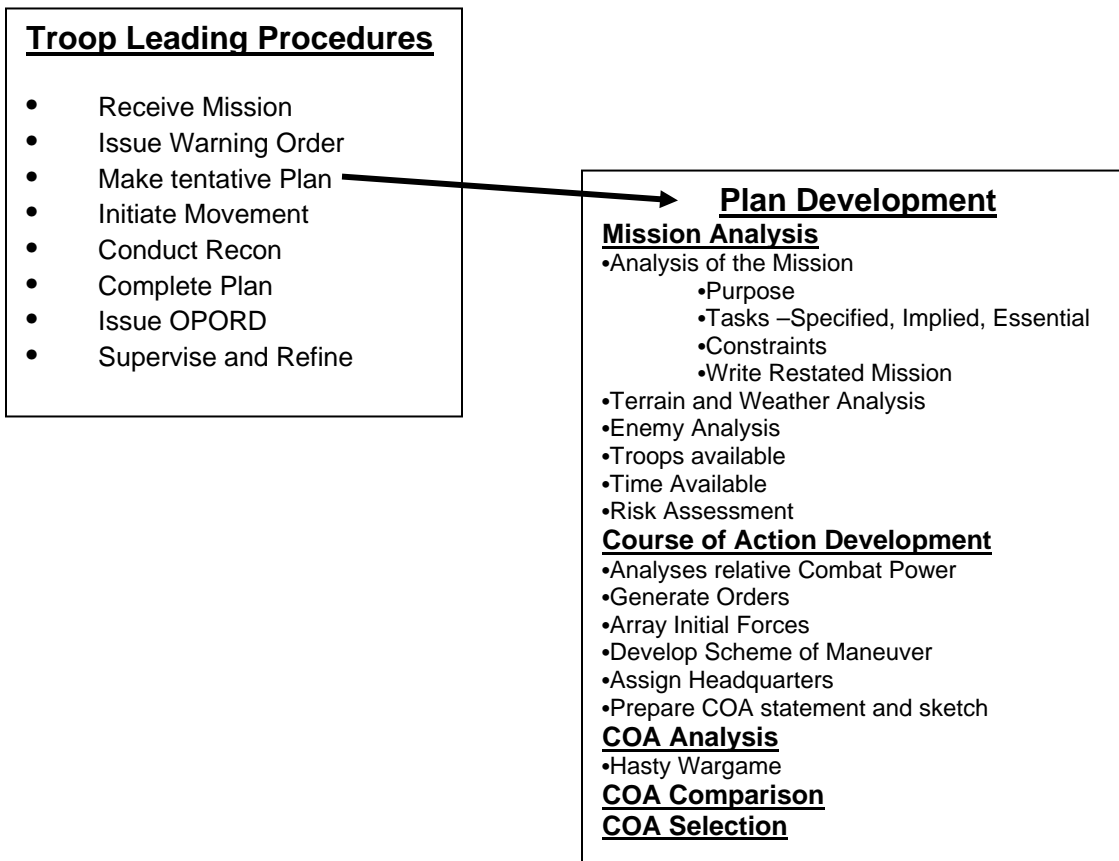 Troop Leading Procedures
• Receive Mission
• Issue Warning Order
• Make tentative Plan
• Initiate Movement
• Conduct Recon
• Complete Plan
• Issue OPORD
• Supervise and Refine
Plan Development
Mission Analysis
•Analysis of the Mission
•Purpose
•Tasks –Specified, Implied, Essential
•Constraints
•Write Restated Mission
•Terrain and Weather Analysis
•Enemy Analysis
•Troops available
•Time Available
•Risk Assessment
Course of Action Development
•Analyses relative Combat Power
•Generate Orders
•Array Initial Forces
•Develop Scheme of Maneuver
•Assign Headquarters
•Prepare COA statement and sketch
COA Analysis
•Hasty Wargame
COA Comparison
COA Selection